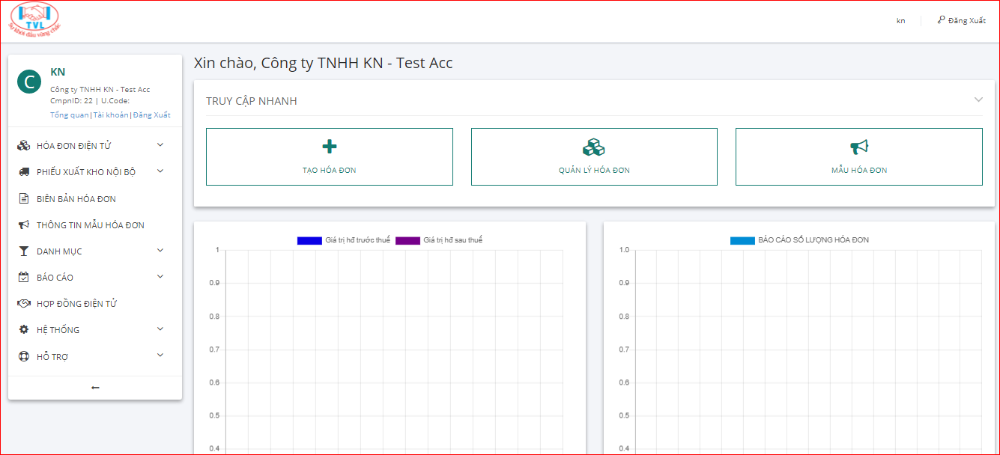 TVL
Sự khởi đầu vững chắc
kn
Đăng Xuất
C
KN
Công ty TNHH KN - Test Acc
CmpnID: 22 | U.Code:
Tổng quan|Tài khoản|Đăng Xuất
HÓA ĐƠN ĐIỆN TỬ
PHIẾU XUẤT KHO NỘI BỘ
BIÊN BẢN HÓA ĐƠN
THÔNG TIN MẪU HÓA ĐƠN
DANH MỤC
BÁO CÁO
HỢP ĐỒNG ĐIỆN TỬ
HỆ THỐNG
HỖ TRỢ
Xin chào, Công ty TNHH KN - Test Acc
TRUY CẬP NHANH
TẠO HÓA ĐƠN
QUẢN LÝ HÓA ĐƠN
MẪU HÓA ĐƠN
Giá trị hđ trước thuế
Giá trị hđ sau thuế
1
0.9
0.8
0.7
0.6
0.5
0.4
BÁO CÁO SỐ LƯỢNG HÓA ĐƠN
1.0
0.9
0.8
0.7
0.6
0.5
0.4